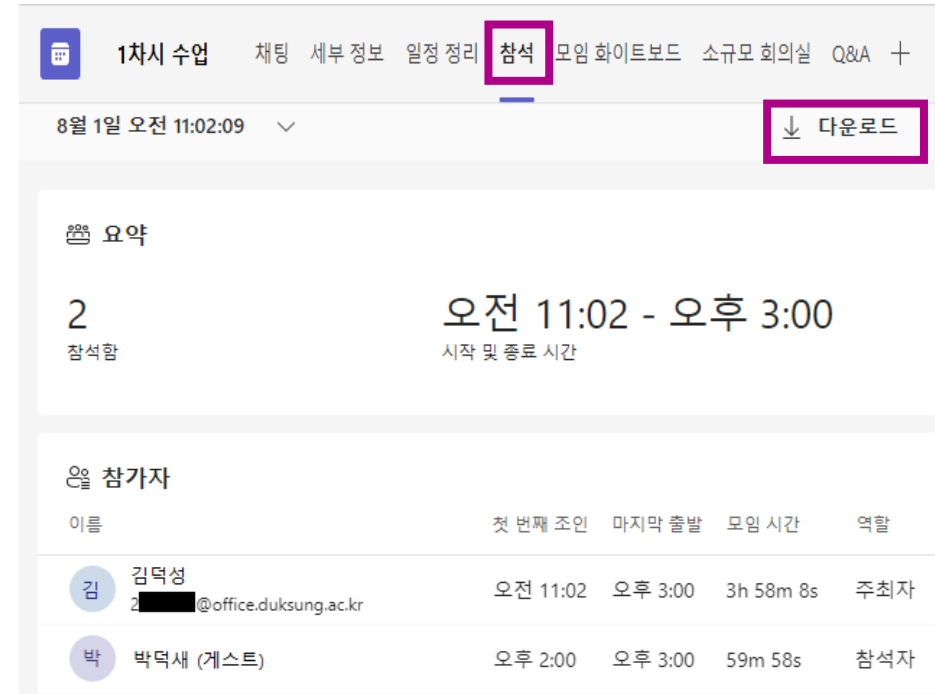 1차시 수업 채팅 세부 정보 일정 정리 참석 모임 화이트보드 소규모 회의실 Q&A +
8월 1일 오전 11:02:09 다운로드
요약
2 오전 11:02 - 오후 3:00
참석함 시작 및 종료 시간
참가자
이름 첫 번째 조인 마지막 출발 모임 시간 역할
김 김덕성 오전 11:02 오후 3:00 3h 58m 8s 주최자
2 @office.duksung.ac.kr
박 박덕새 (게스트) 오후 2:00 오후 3:00 59m 58s 참석자